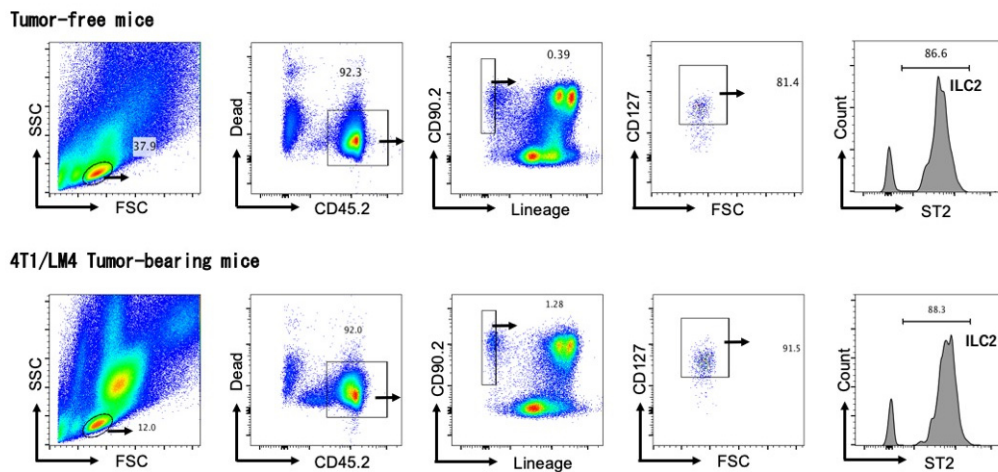 Tumor-free mice
SSC
37.9
FSC
Dead
92.3
CD45.2
CD90.2
0.39
Lineage
CD127
81.4
FSC
Count
86.6
ILC2
ST2
4T1/LM4 Tumor-bearing mice
SSC
12.0
FSC
Dead
92.0
CD45.2
CD90.2
1.28
Lineage
CD127
91.5
FSC
Count
88.3
ILC2
ST2